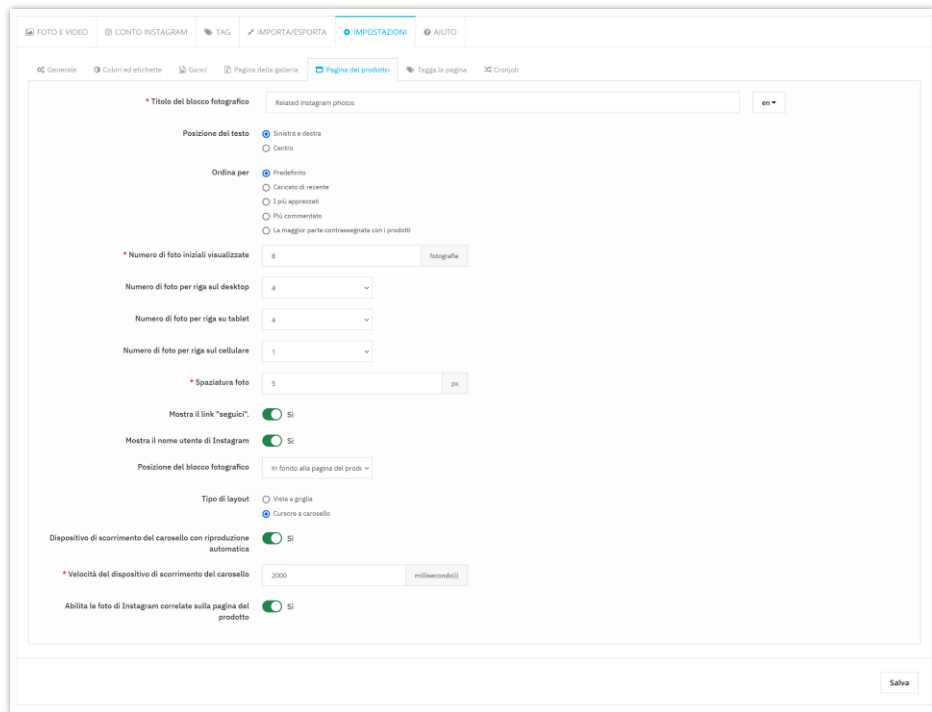 FOTO E VIDEO CONTO INSTAGRAM TAG IMPORTA/ESPORTA IMPOSTAZIONI AIUTO
Generale Colori ed etichette Ganci Pagina della galleria Pagina del prodotto Tagga la pagina Cronjob
* Titolo del blocco fotografico Related instagram photos en
Posizione del testo Sinistra e destra
Centro
Ordina per Predefinito
Caricato di recente
I più apprezzati
Più commentato
La maggior parte contrassegnata con i prodotti
* Numero di foto iniziali visualizzate 8 fotografie
Numero di foto per riga sul desktop 4
Numero di foto per riga su tablet 4
Numero di foto per riga sul cellulare 1
* Spaziatura foto 5 px
Mostra il link "seguici". Sì
Mostra il nome utente di Instagram Sì
Posizione del blocco fotografico In fondo alla pagina del prodo
Tipo di layout Vista a griglia
Cursore a carosello
Dispositivo di scorrimento del carosello con riproduzione
automatica Sì
* Velocità del dispositivo di scorrimento del carosello 2000 millisecondo(i)
Abilita le foto di Instagram correlate sulla pagina del
prodotto Sì
Salva